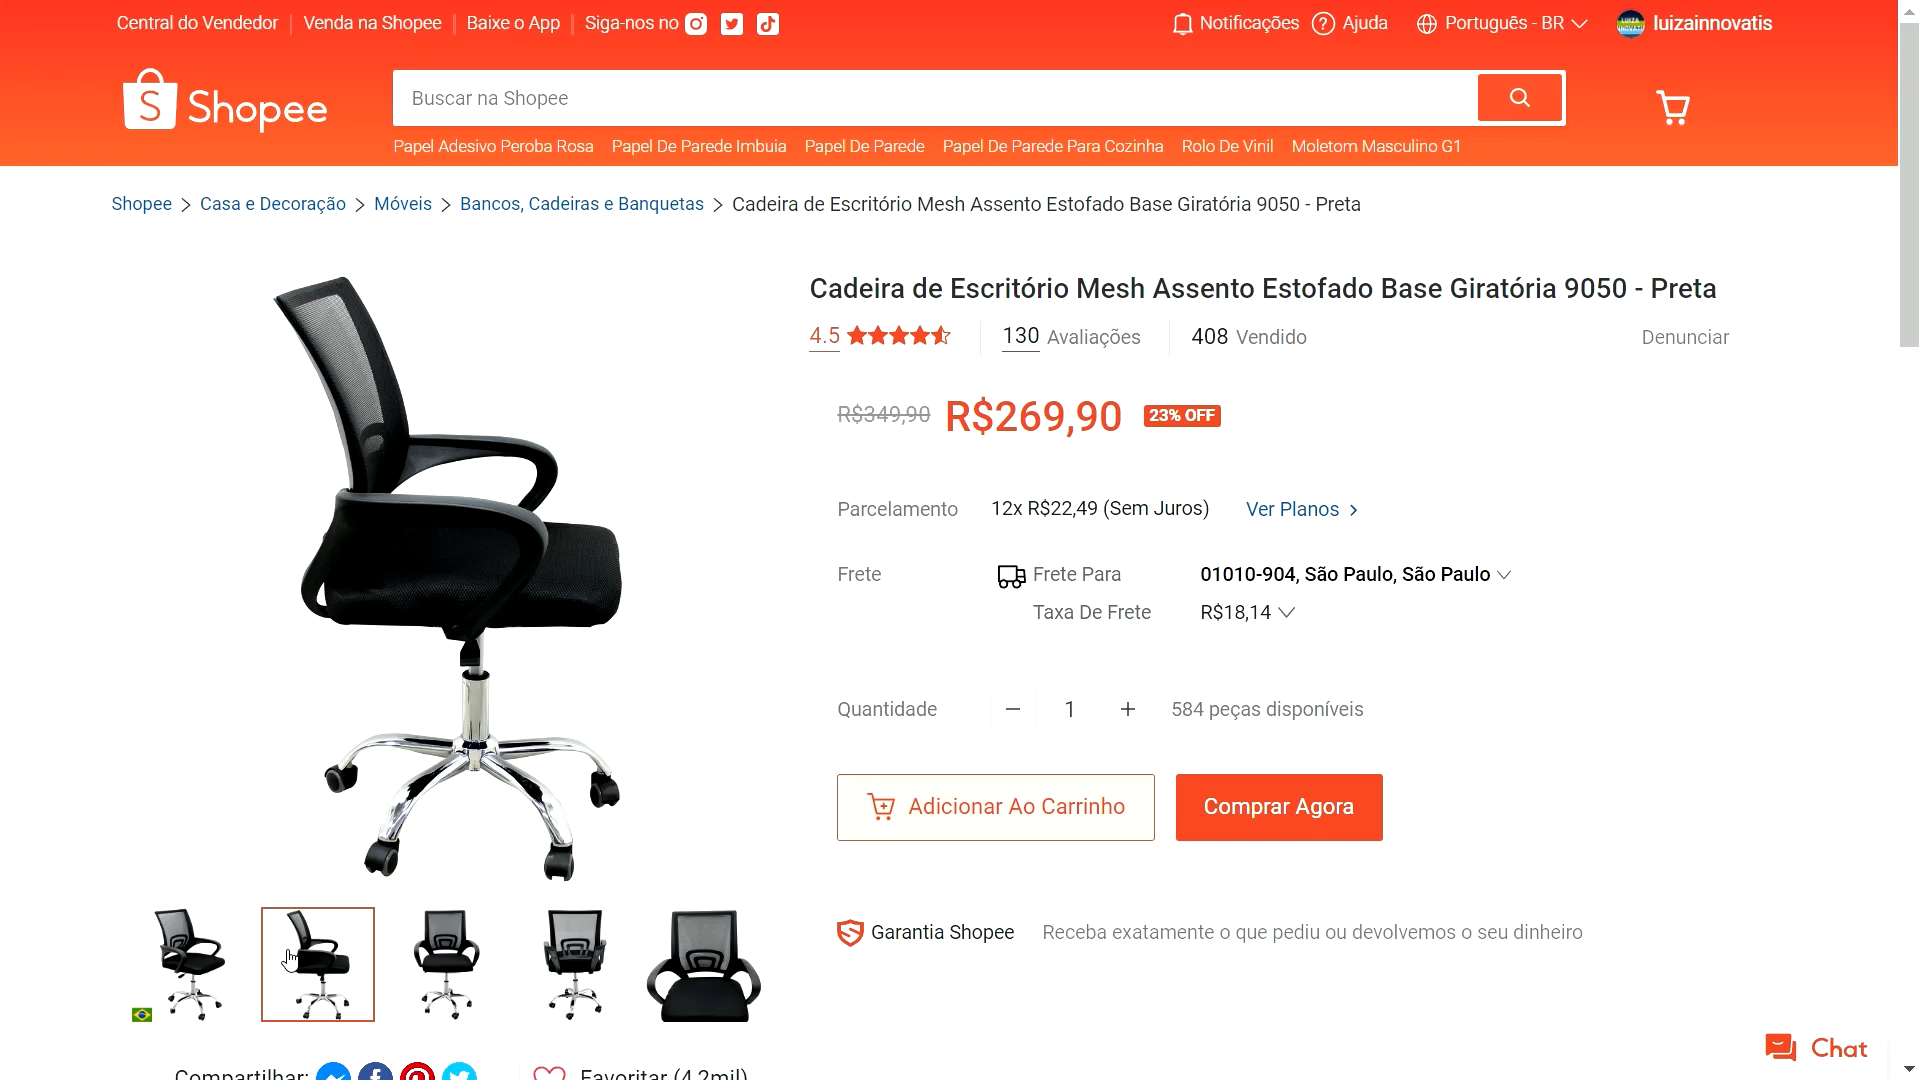 Central do Vendedor Venda na Shopee Baixe o App Siga-nos no
Notificações Ajuda Português - BR luizainnovatis
Shopee
Buscar na Shopee
Papel Adesivo Peroba Rosa Papel De Parede Imbuia Papel De Parede Papel De Parede Para Cozinha Rolo De Vinil Moletom Masculino G1
Shopee > Casa e Decoração > Móveis > Bancos, Cadeiras e Banquetas > Cadeira de Escritório Mesh Assento Estofado Base Giratória 9050 - Preta
Cadeira de Escritório Mesh Assento Estofado Base Giratória 9050 - Preta
4.5 130 Avaliações 408 Vendido Denunciar
R$349,90 R$269,90 23% OFF
Parcelamento 12x R$22,49 (Sem Juros) Ver Planos >
Frete Frete Para 01010-904, São Paulo, São Paulo
Taxa De Frete R$18,14
Quantidade − 1 + 584 peças disponíveis
Adicionar Ao Carrinho Comprar Agora
Garantia Shopee Receba exatamente o que pediu ou devolvemos o seu dinheiro
Chat
Compartilhar: Favoritar (4,2mil)